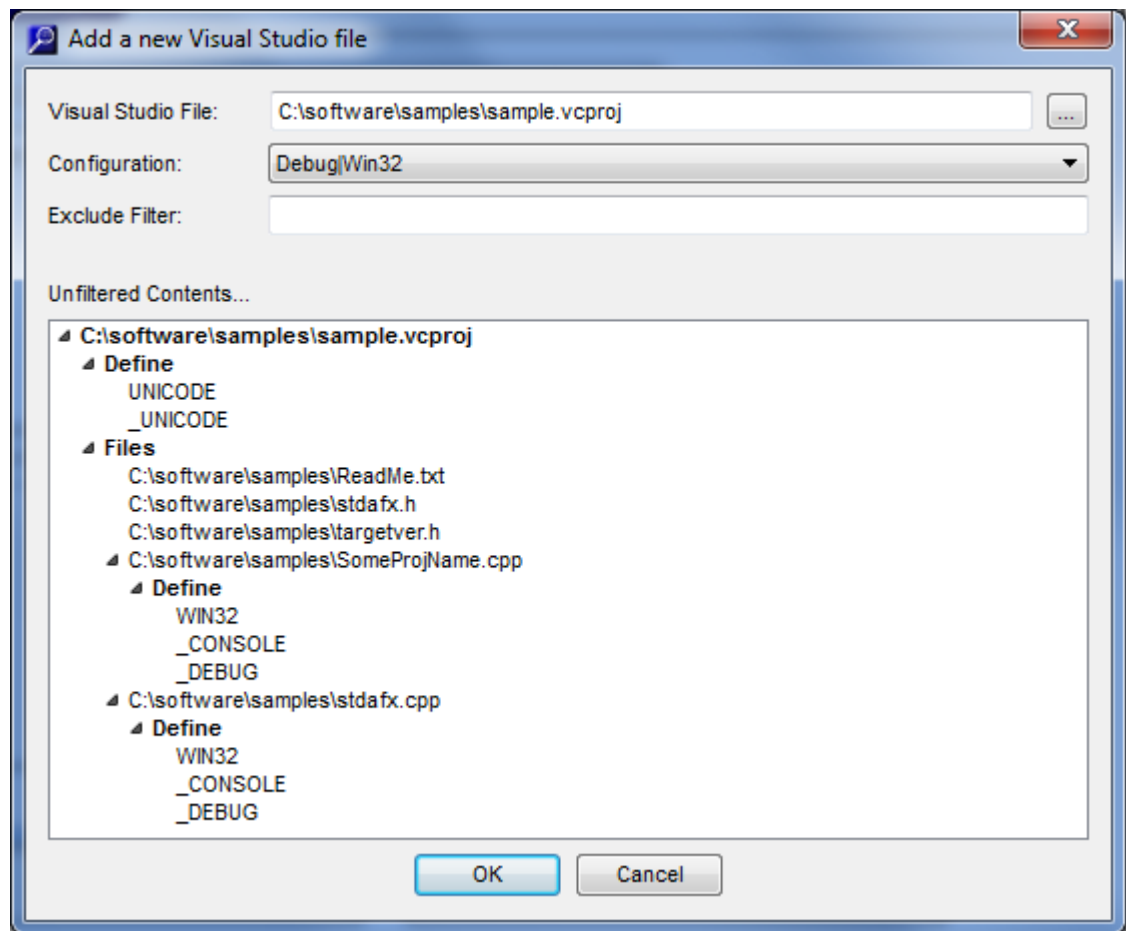 Add a new Visual Studio file
Visual Studio File: C:\software\samples\sample.vcproj ...
Configuration: Debug|Win32
Exclude Filter:
Unfiltered Contents...
C:\software\samples\sample.vcproj
Define
UNICODE
_UNICODE
Files
C:\software\samples\ReadMe.txt
C:\software\samples\stdafx.h
C:\software\samples\targetver.h
C:\software\samples\SomeProjName.cpp
Define
WIN32
_CONSOLE
_DEBUG
C:\software\samples\stdafx.cpp
Define
WIN32
_CONSOLE
_DEBUG
OK Cancel